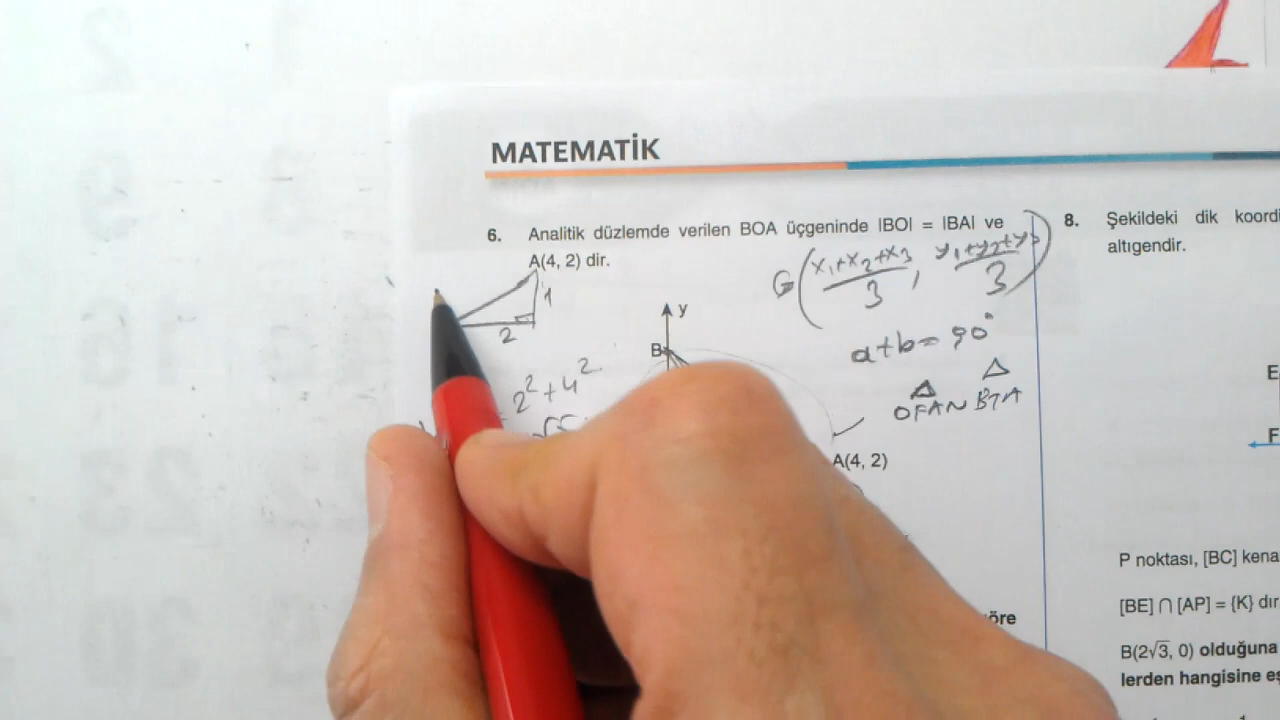 MATEMATİK
6. Analitik düzlemde verilen BOA üçgeninde |BO| = |BA| ve
A(4, 2) dir.
G(x₁+x₂+x₃/3, y₁+y₂+y₃/3)
1
2
y
B
a+b=90°
2²+4²
OFA~BTA
A(4, 2)
öre
8. Şekildeki dik koordi
altıgendir.
E
F
P noktası, [BC] kena
[BE] ∩ [AP] = {K} dır
B(2√3, 0) olduğuna
lerden hangisine eş